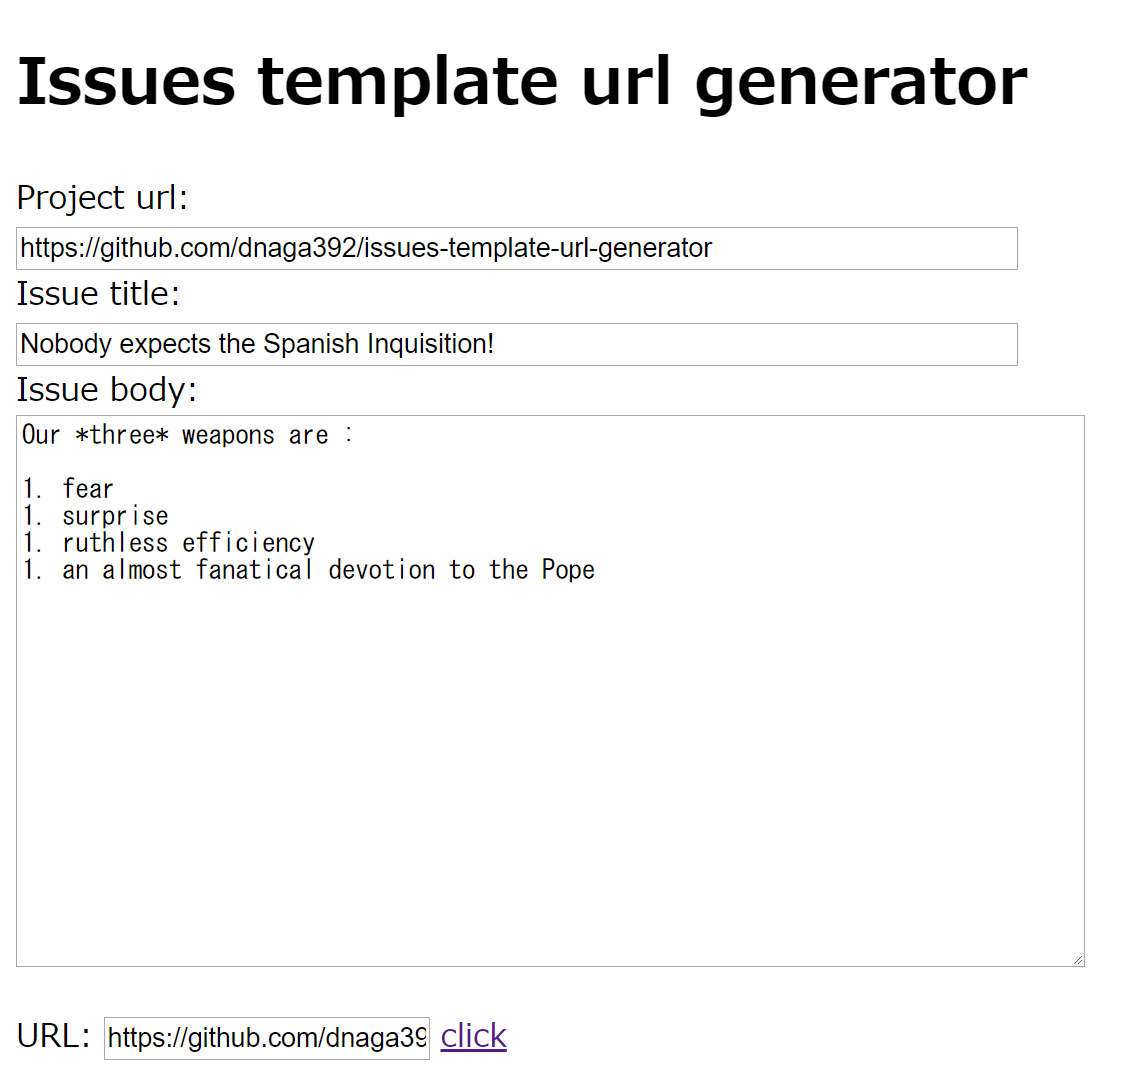 Issues template url generator
Project url:
https://github.com/dnaga392/issues-template-url-generator
Issue title:
Nobody expects the Spanish Inquisition!
Issue body:
Our *three* weapons are :

1. fear
1. surprise
1. ruthless efficiency
1. an almost fanatical devotion to the Pope
URL: https://github.com/dnaga39 click